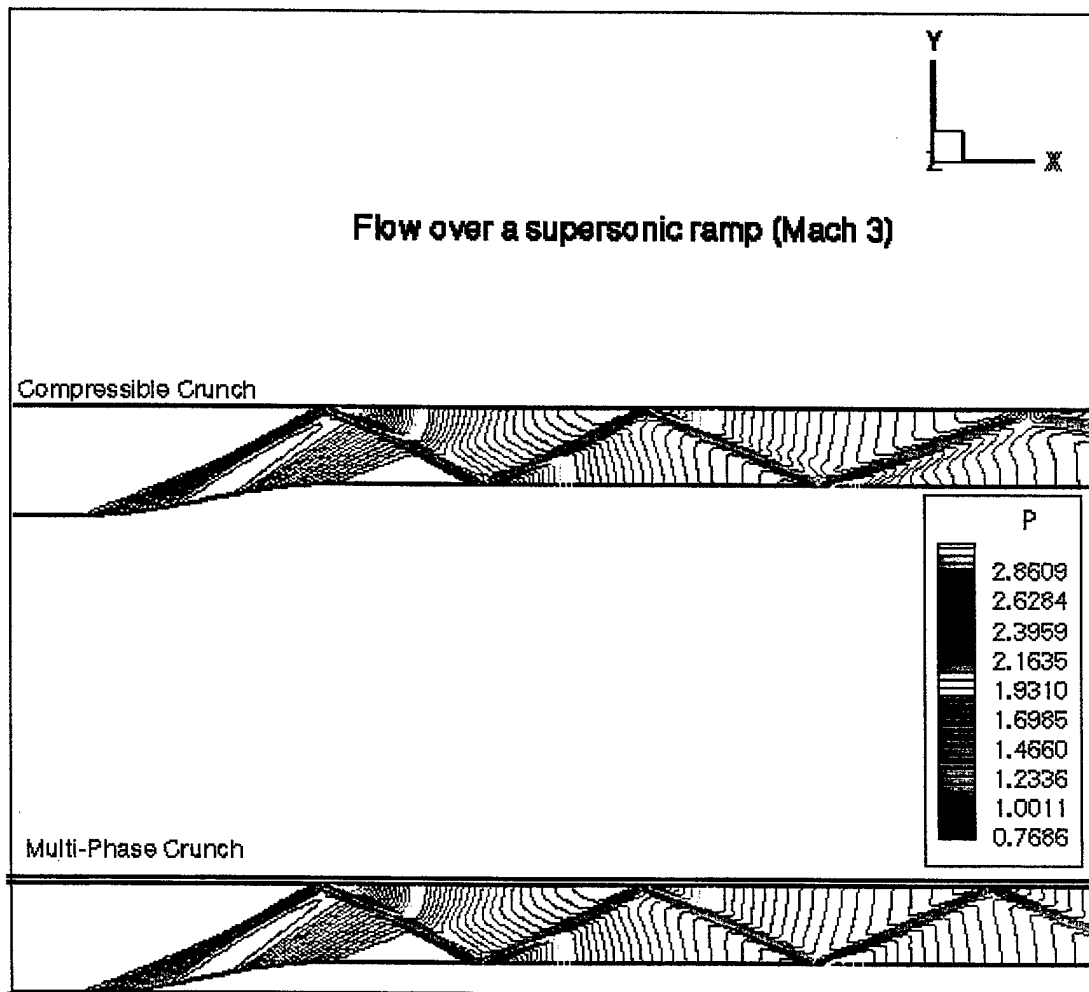 Y
Z
X
Flow over a supersonic ramp (Mach 3)
Compressible Crunch
P
2.8609
2.6284
2.3959
2.1635
1.9310
1.6985
1.4660
1.2336
1.0011
0.7686
Multi-Phase Crunch